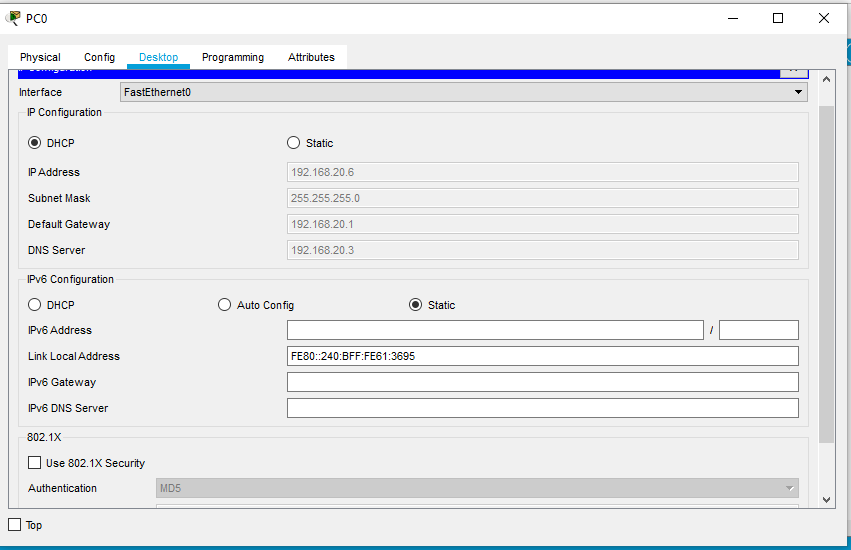 PC0
Physical Config Desktop Programming Attributes
Interface FastEthernet0
IP Configuration
DHCP Static
IP Address 192.168.20.6
Subnet Mask 255.255.255.0
Default Gateway 192.168.20.1
DNS Server 192.168.20.3
IPv6 Configuration
DHCP Auto Config Static
IPv6 Address /
Link Local Address FE80::240:BFF:FE61:3695
IPv6 Gateway
IPv6 DNS Server
802.1X
Use 802.1X Security
Authentication MD5
Top